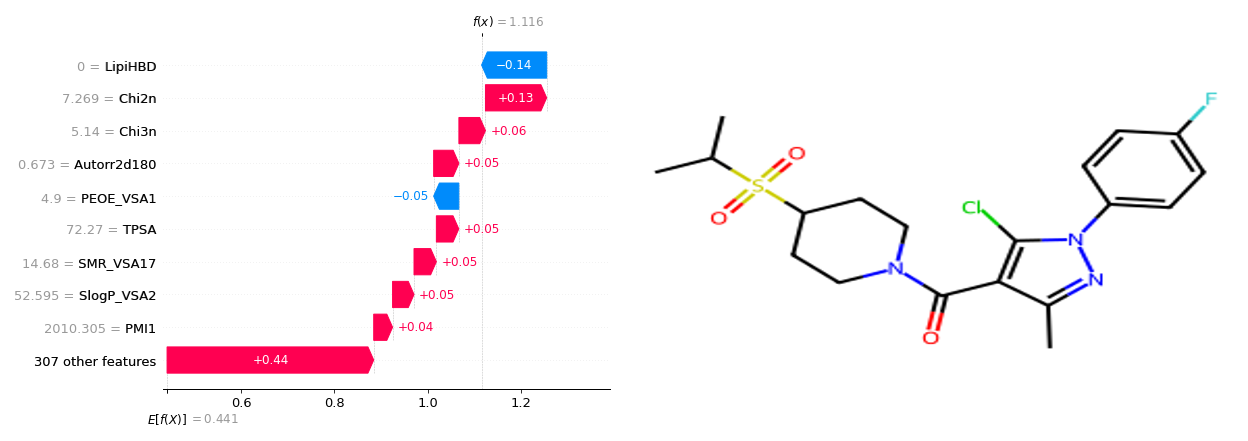 f(x) = 1.116
0 = LipiHBD
−0.14
7.269 = Chi2n
+0.13
5.14 = Chi3n
+0.06
0.673 = Autorr2d180
+0.05
4.9 = PEOE_VSA1
−0.05
72.27 = TPSA
+0.05
14.68 = SMR_VSA17
+0.05
52.595 = SlogP_VSA2
+0.05
2010.305 = PMI1
+0.04
307 other features
+0.44
0.6 0.8 1.0 1.2
E[f(X)] = 0.441
F
O
S
O
Cl
N
N
N
O